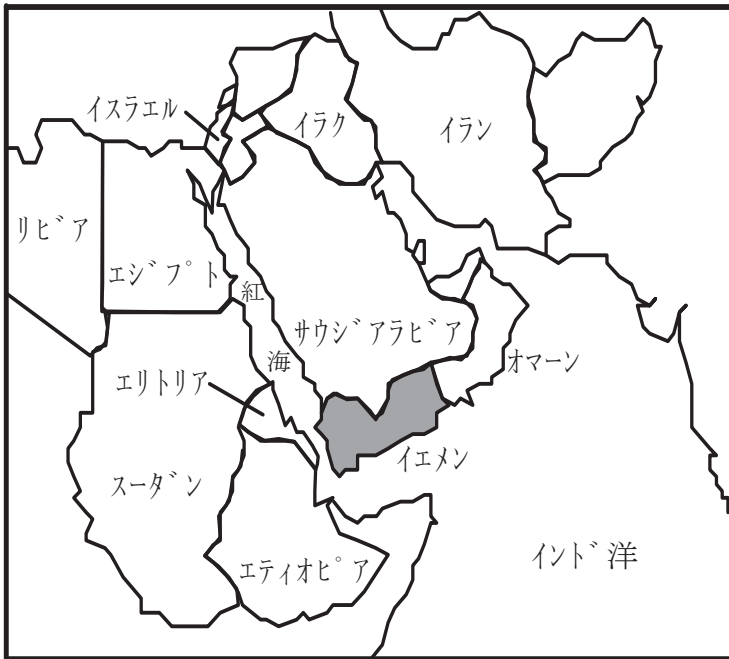 イスラエル
イラク
イラン
リビア
エジプト
紅
海
サウジアラビア
オマーン
エリトリア
イエメン
スーダン
エティオピア
インド洋